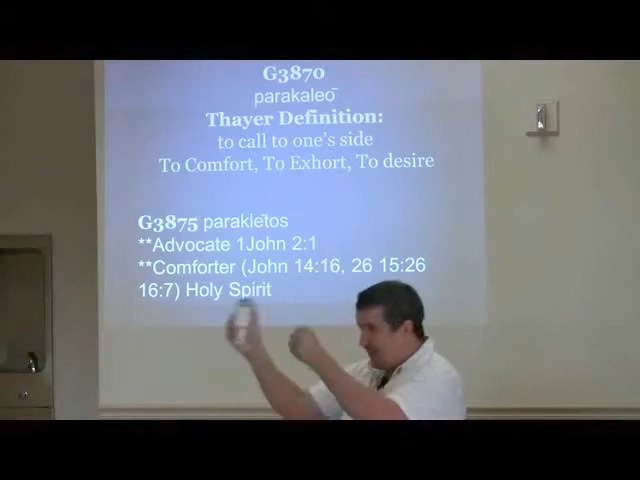 G3870
parakaleō
Thayer Definition:
to call to one's side
To Comfort, To Exhort, To desire
G3875 paraklētos
**Advocate 1John 2:1
**Comforter (John 14:16, 26 15:26
16:7) Holy Spirit